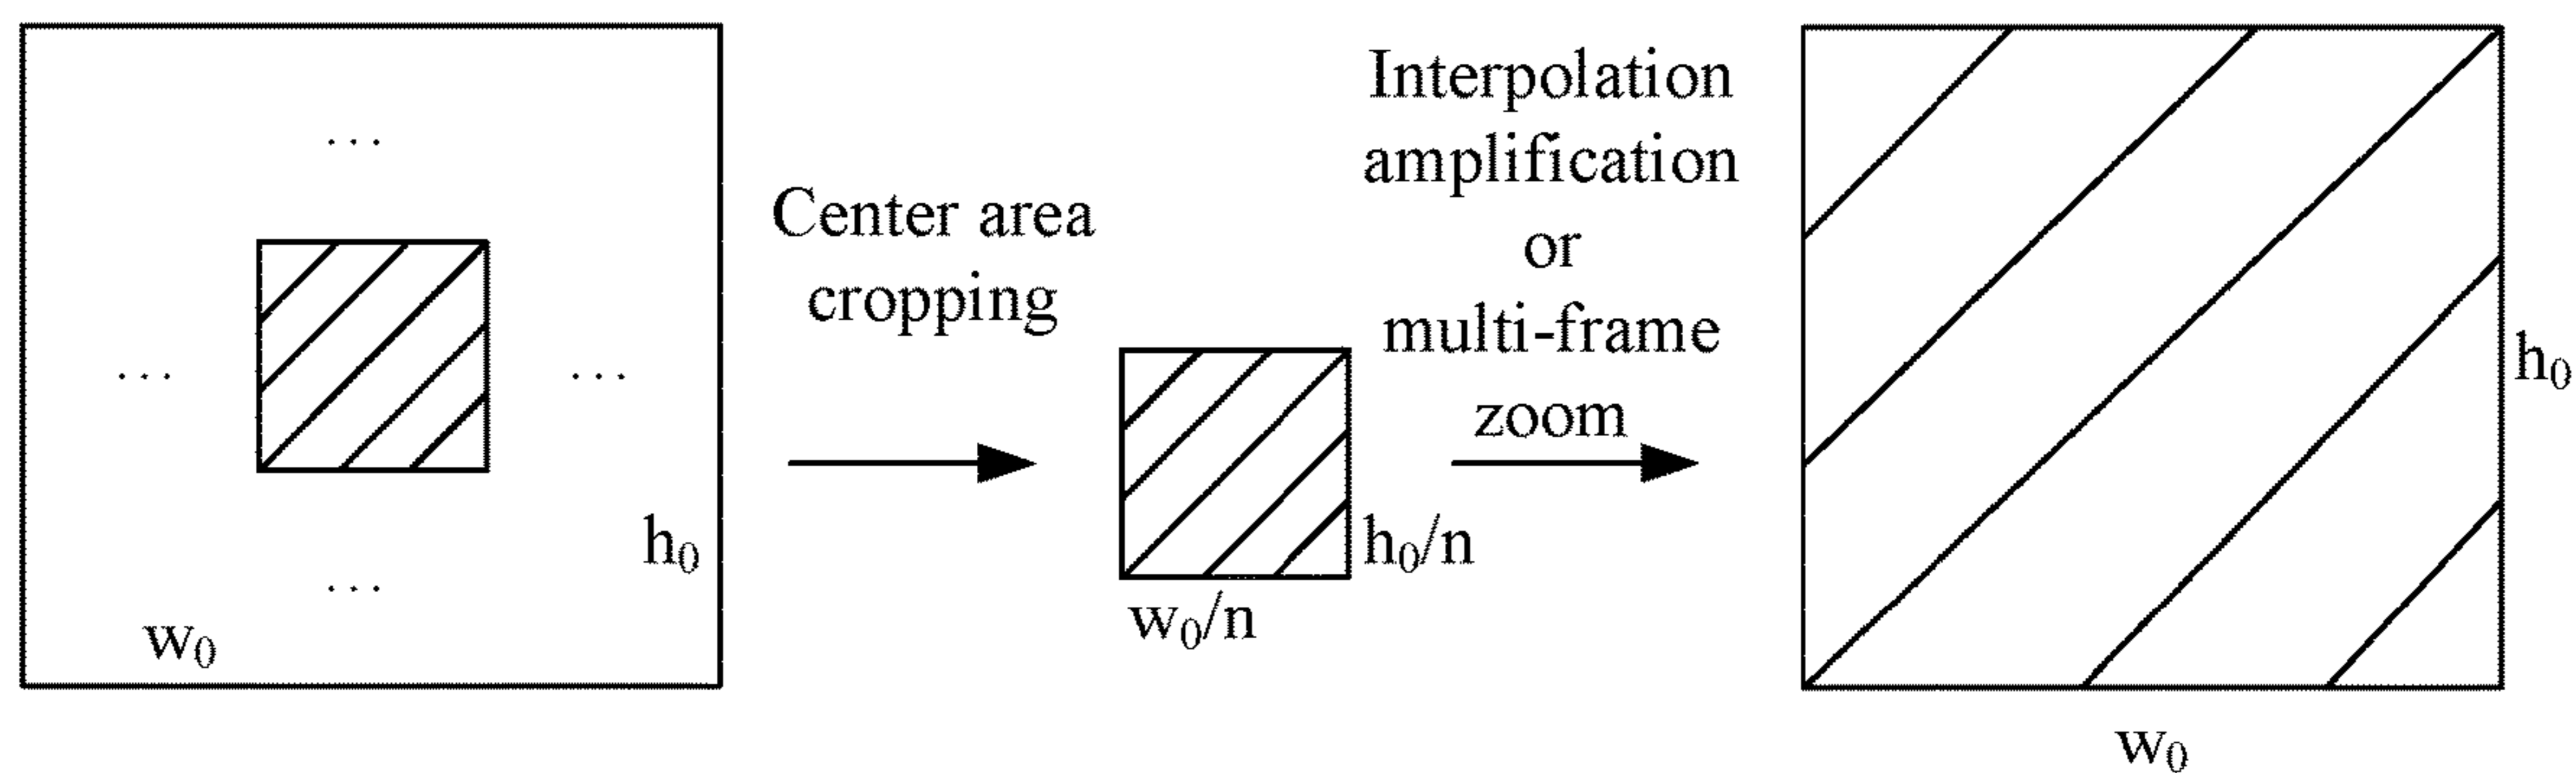 ...
...
...
h₀
...
w₀
Center area
cropping
h₀/n
w₀/n
Interpolation
amplification
or
multi-frame
zoom
h₀
w₀